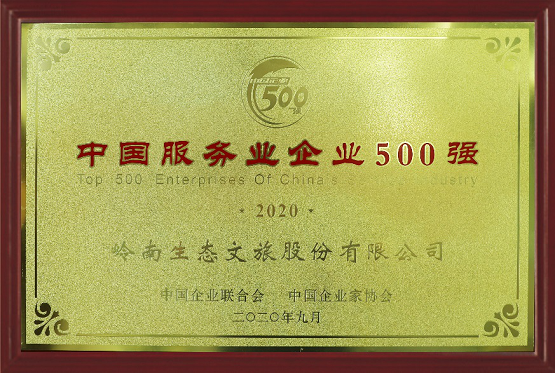 500
中国服务业企业500强
Top 500 Enterprises Of China's Industry
★ 2020 ★
岭南生态文旅股份有限公司
中国企业联合会 中国企业家协会
二〇二〇年九月